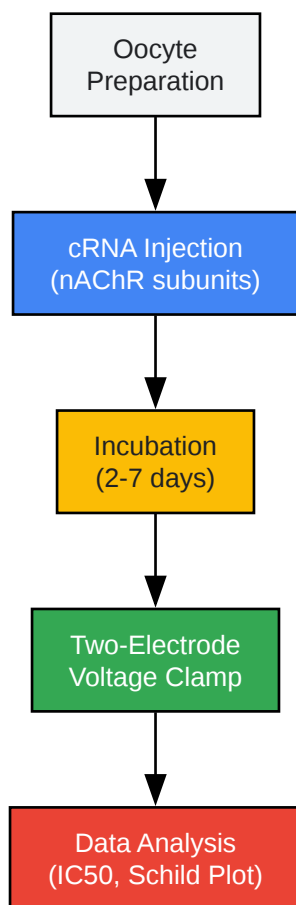 Oocyte
Preparation
cRNA Injection
(nAChR subunits)
Incubation
(2-7 days)
Two-Electrode
Voltage Clamp
Data Analysis
(IC50, Schild Plot)